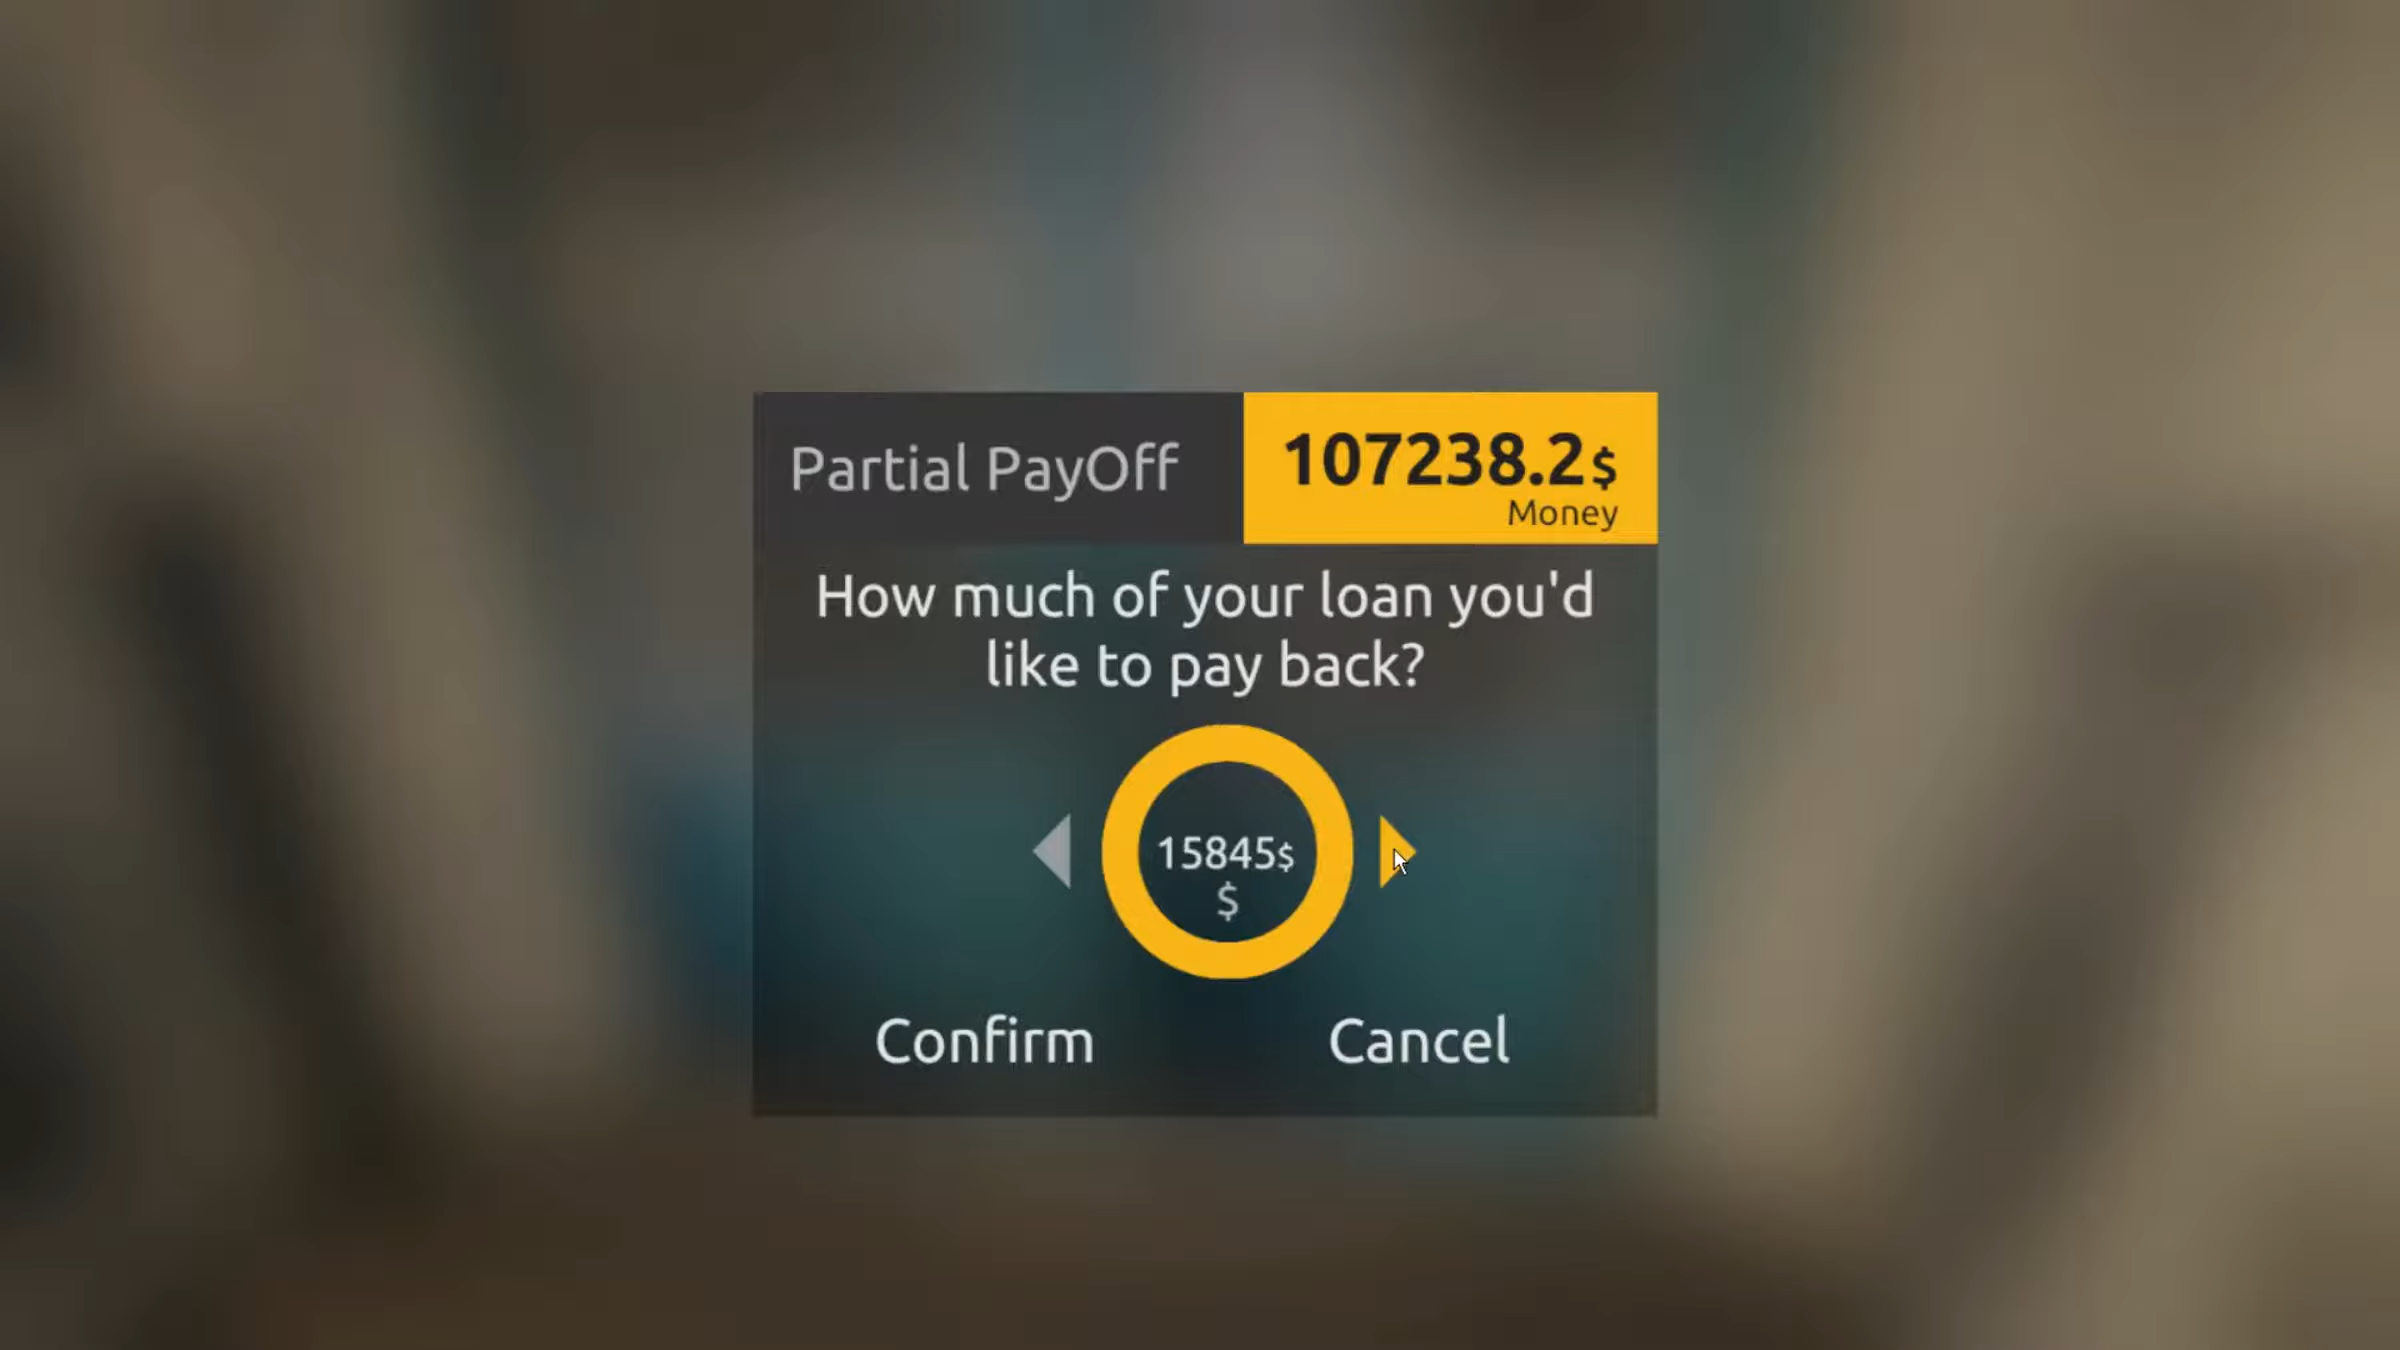 Partial PayOff
107238.2$
Money
How much of your loan you'd
like to pay back?
15845$
$
Confirm
Cancel